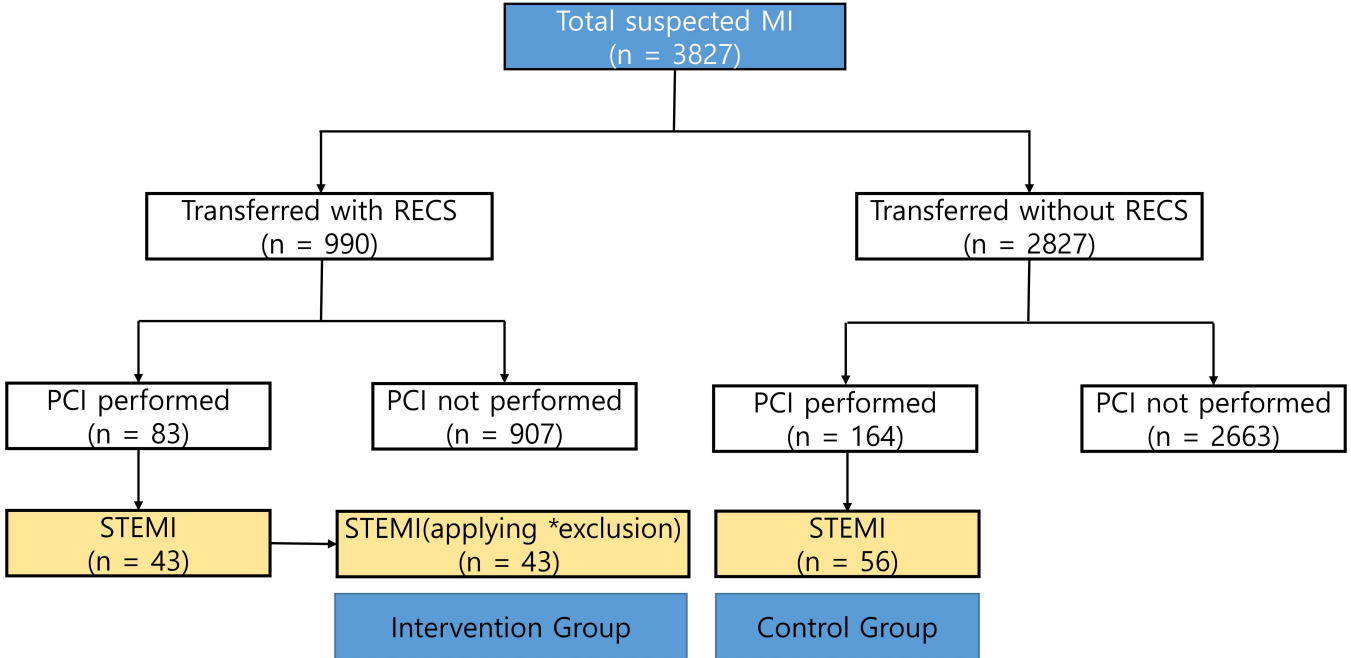 Total suspected MI
(n = 3827)
Transferred with RECS
(n = 990)
Transferred without RECS
(n = 2827)
PCI performed
(n = 83)
PCI not performed
(n = 907)
PCI performed
(n = 164)
PCI not performed
(n = 2663)
STEMI
(n = 43)
STEMI(applying *exclusion)
(n = 43)
STEMI
(n = 56)
Intervention Group
Control Group